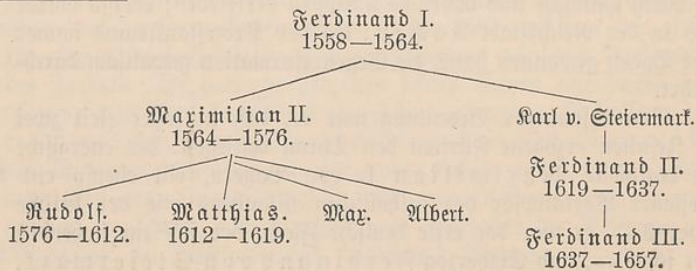 Ferdinand I.
1558—1564.
Maximilian II.
1564—1576.
Karl v. Steiermark.
Ferdinand II.
1619—1637.
Rudolf.
1576—1612.
Matthias.
1612—1619.
Max.
Albert.
Ferdinand III.
1637—1657.